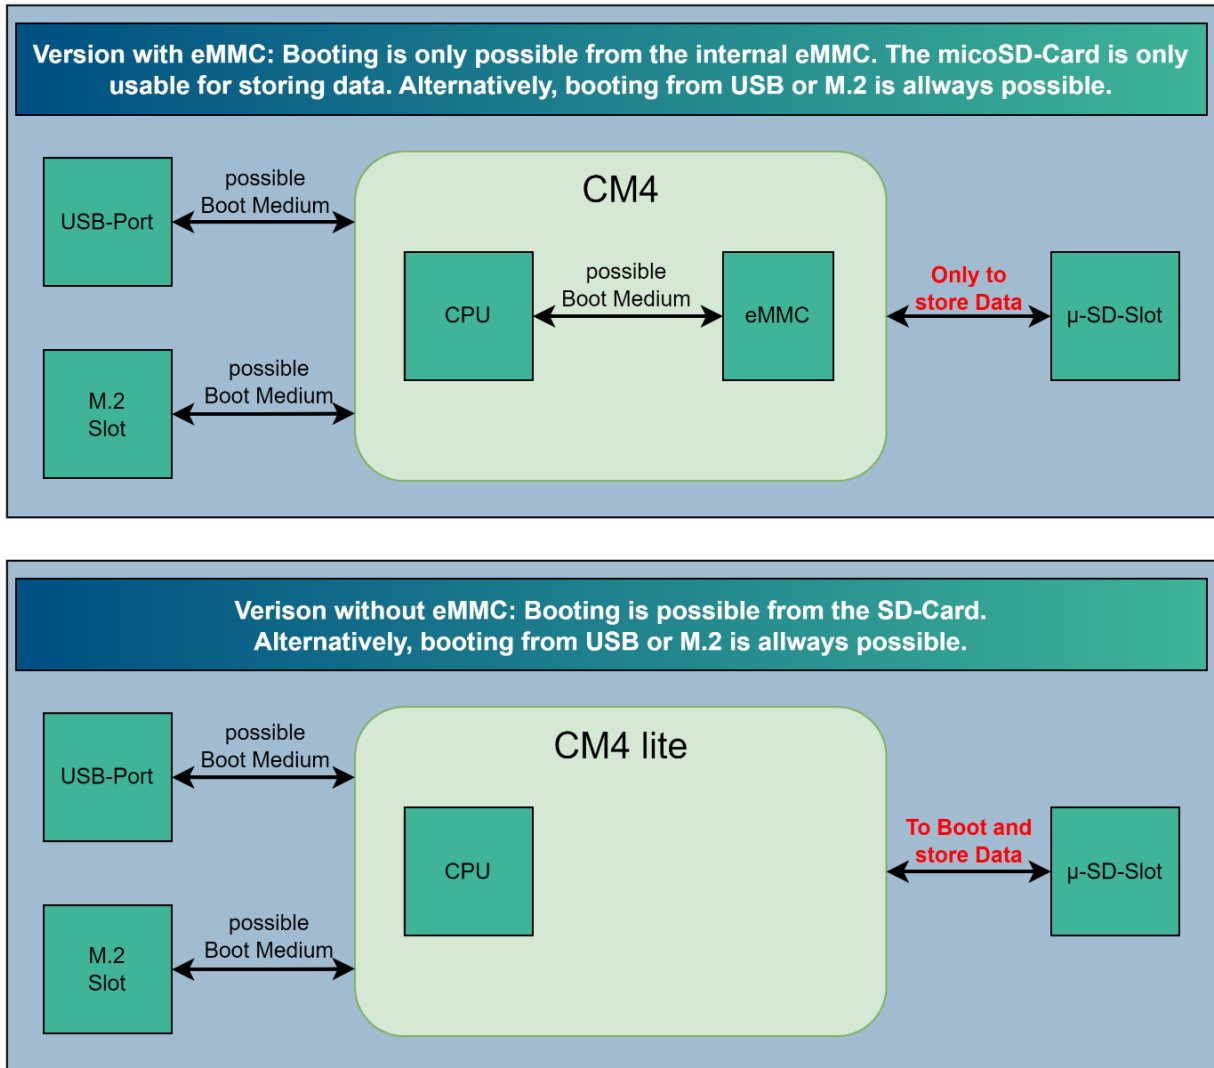 Version with eMMC: Booting is only possible from the internal eMMC. The micoSD-Card is only
usable for storing data. Alternatively, booting from USB or M.2 is allways possible.
CM4
possible
Boot Medium
USB-Port
possible
Boot Medium
CPU
eMMC
Only to
store Data
μ-SD-Slot
possible
Boot Medium
M.2
Slot
Verison without eMMC: Booting is possible from the SD-Card.
Alternatively, booting from USB or M.2 is allways possible.
CM4 lite
possible
Boot Medium
USB-Port
CPU
To Boot and
store Data
μ-SD-Slot
possible
Boot Medium
M.2
Slot